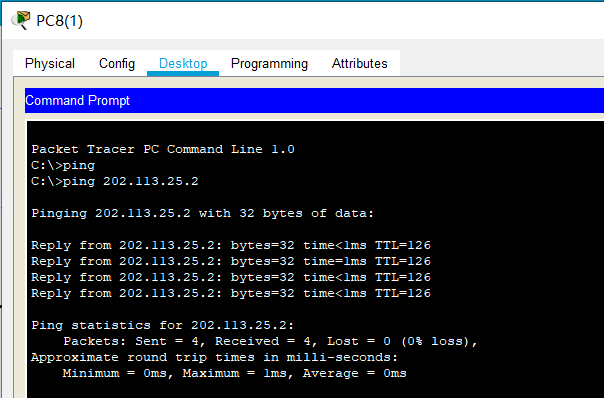 PC8(1)
Physical Config Desktop Programming Attributes
Command Prompt
Packet Tracer PC Command Line 1.0
C:\>ping
C:\>ping 202.113.25.2
Pinging 202.113.25.2 with 32 bytes of data:
Reply from 202.113.25.2: bytes=32 time<1ms TTL=126
Reply from 202.113.25.2: bytes=32 time=1ms TTL=126
Reply from 202.113.25.2: bytes=32 time<1ms TTL=126
Reply from 202.113.25.2: bytes=32 time<1ms TTL=126
Ping statistics for 202.113.25.2:
Packets: Sent = 4, Received = 4, Lost = 0 (0% loss),
Approximate round trip times in milli-seconds:
Minimum = 0ms, Maximum = 1ms, Average = 0ms